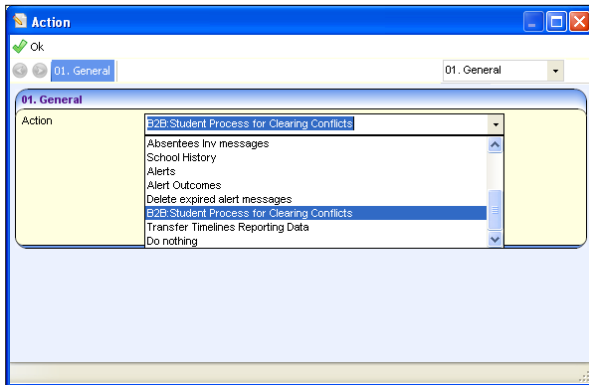 Action
Ok
01. General 01. General
01. General
Action B2B:Student Process for Clearing Conflicts
Absentees Inv messages
School History
Alerts
Alert Outcomes
Delete expired alert messages
B2B:Student Process for Clearing Conflicts
Transfer Timelines Reporting Data
Do nothing